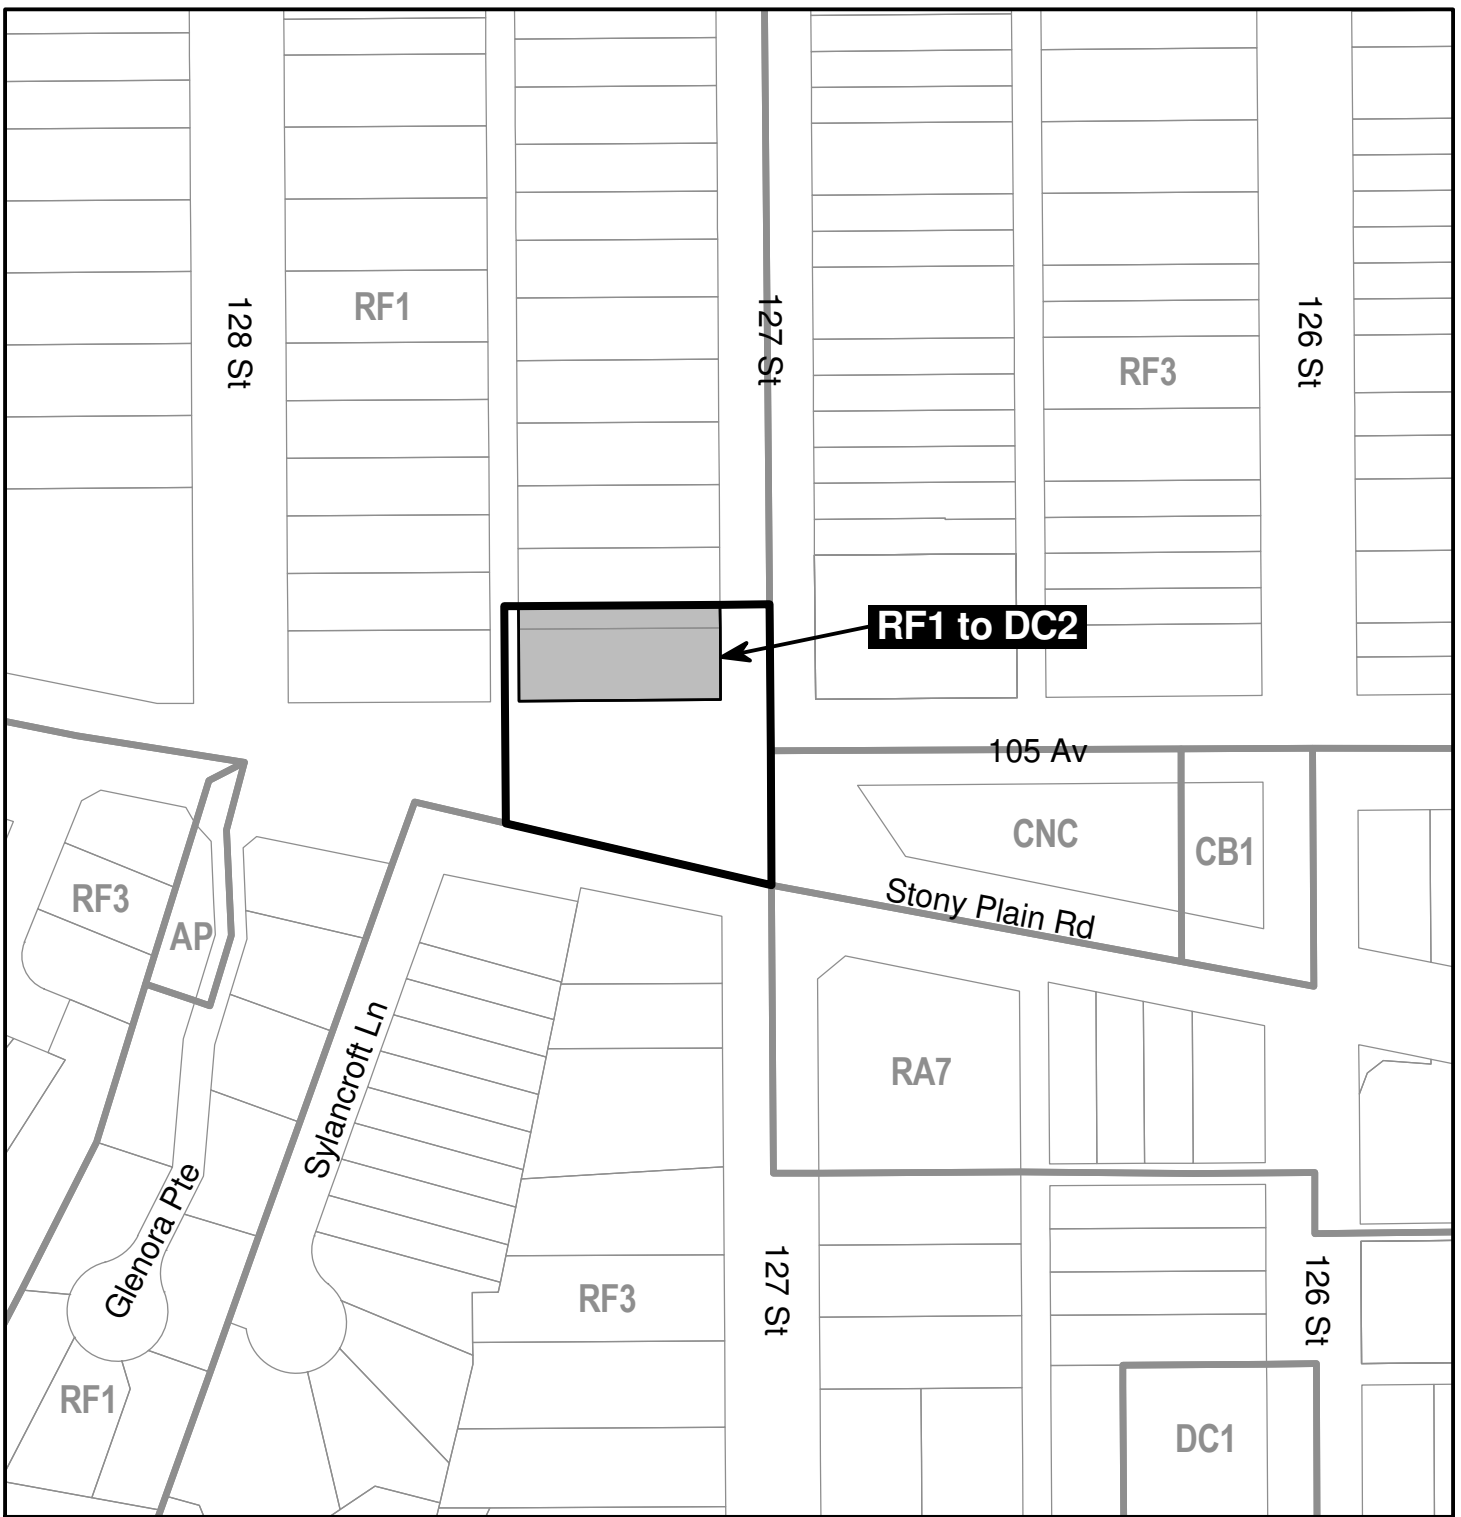 RF1
128 St
127 St
126 St
RF3
RF1 to DC2
105 Av
CNC
CB1
RF3
AP
Stony Plain Rd
Sylancroft Ln
RA7
Glenora Pte
RF3
127 St
126 St
RF1
DC1